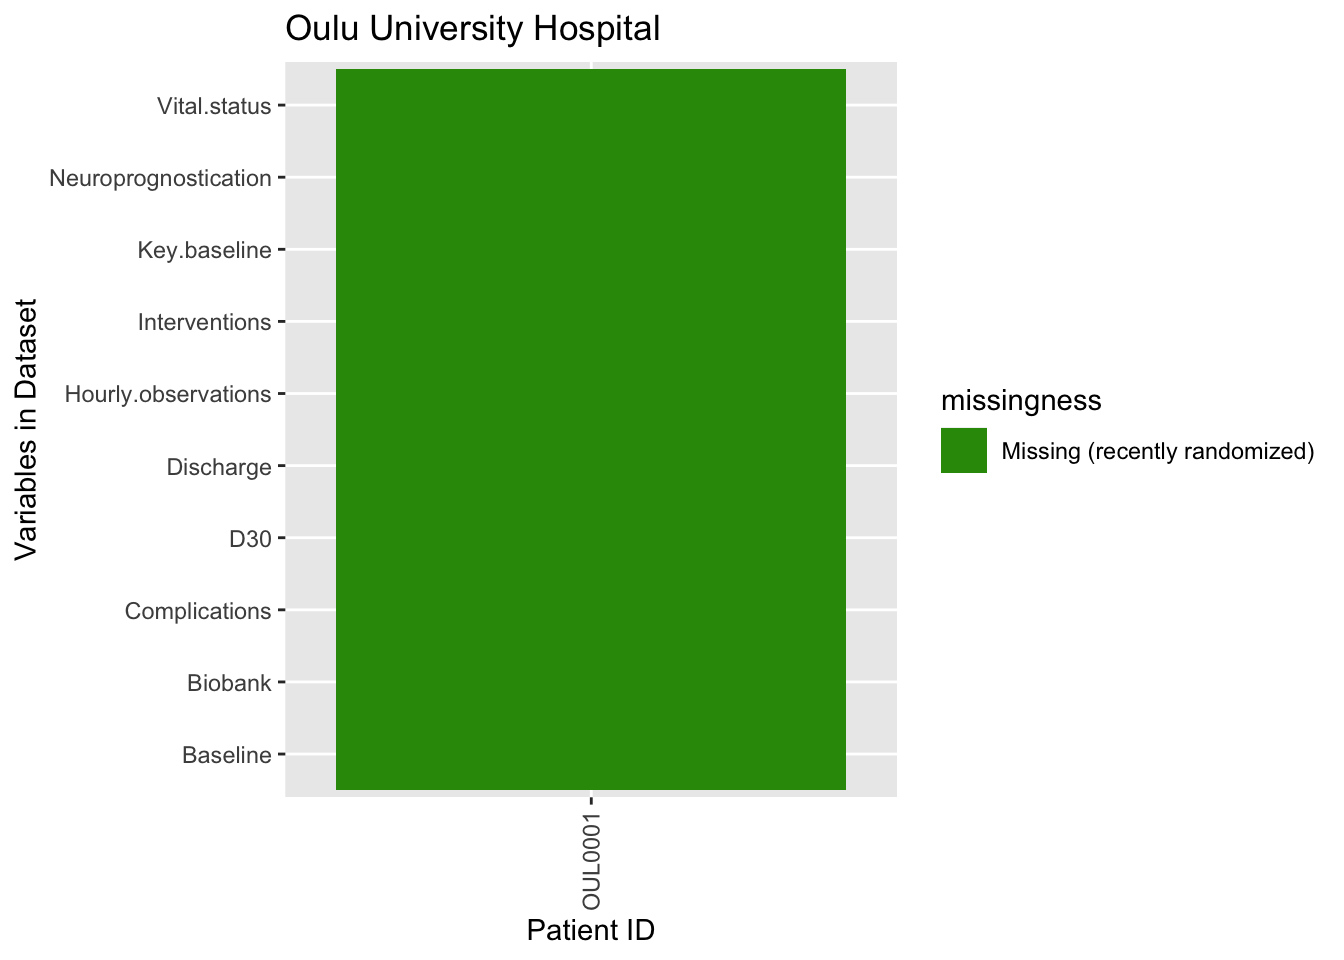 Oulu University Hospital
Vital.status
Neuroprognostication
Key.baseline
Interventions
Hourly.observations
Discharge
D30
Complications
Biobank
Baseline
Variables in Dataset
OUL0001
Patient ID
missingness
Missing (recently randomized)